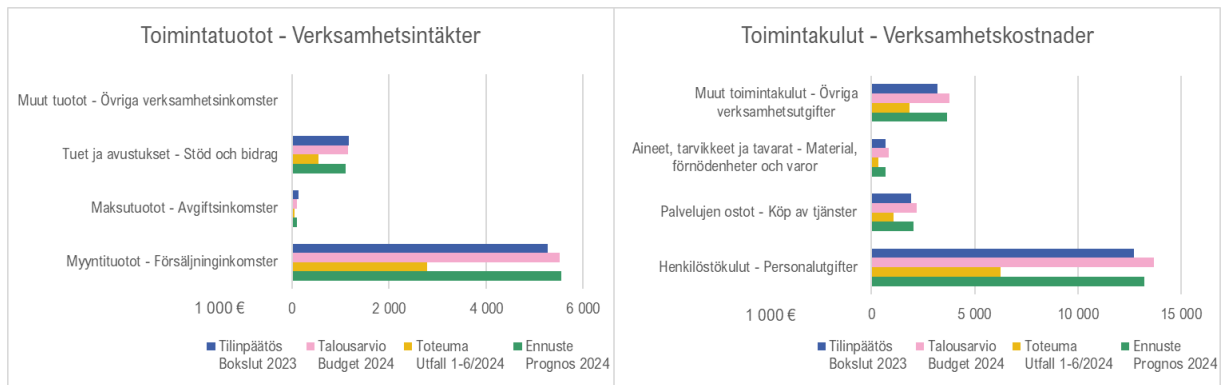 Toimintatuotot - Verksamhetsintäkter
Muut tuotot - Övriga verksamhetsinkomster
Tuet ja avustukset - Stöd och bidrag
Maksutuotot - Avgiftsinkomster
Myyntituotot - Försäljninginkomster
1 000 €
0
2 000
4 000
6 000
Tilinpäätös
Bokslut 2023
Talousarvio
Budget 2024
Toteuma
Utfall 1-6/2024
Ennuste
Prognos 2024
Toimintakulut - Verksamhetskostnader
Muut toimintakulut - Övriga
verksamhetsutgifter
Aineet, tarvikkeet ja tavarat - Material,
förnödenheter och varor
Palvelujen ostot - Köp av tjänster
Henkilöstökulut - Personalutgifter
1 000 €
0
5 000
10 000
15 000
Tilinpäätös
Bokslut 2023
Talousarvio
Budget 2024
Toteuma
Utfall 1-6/2024
Ennuste
Prognos 2024